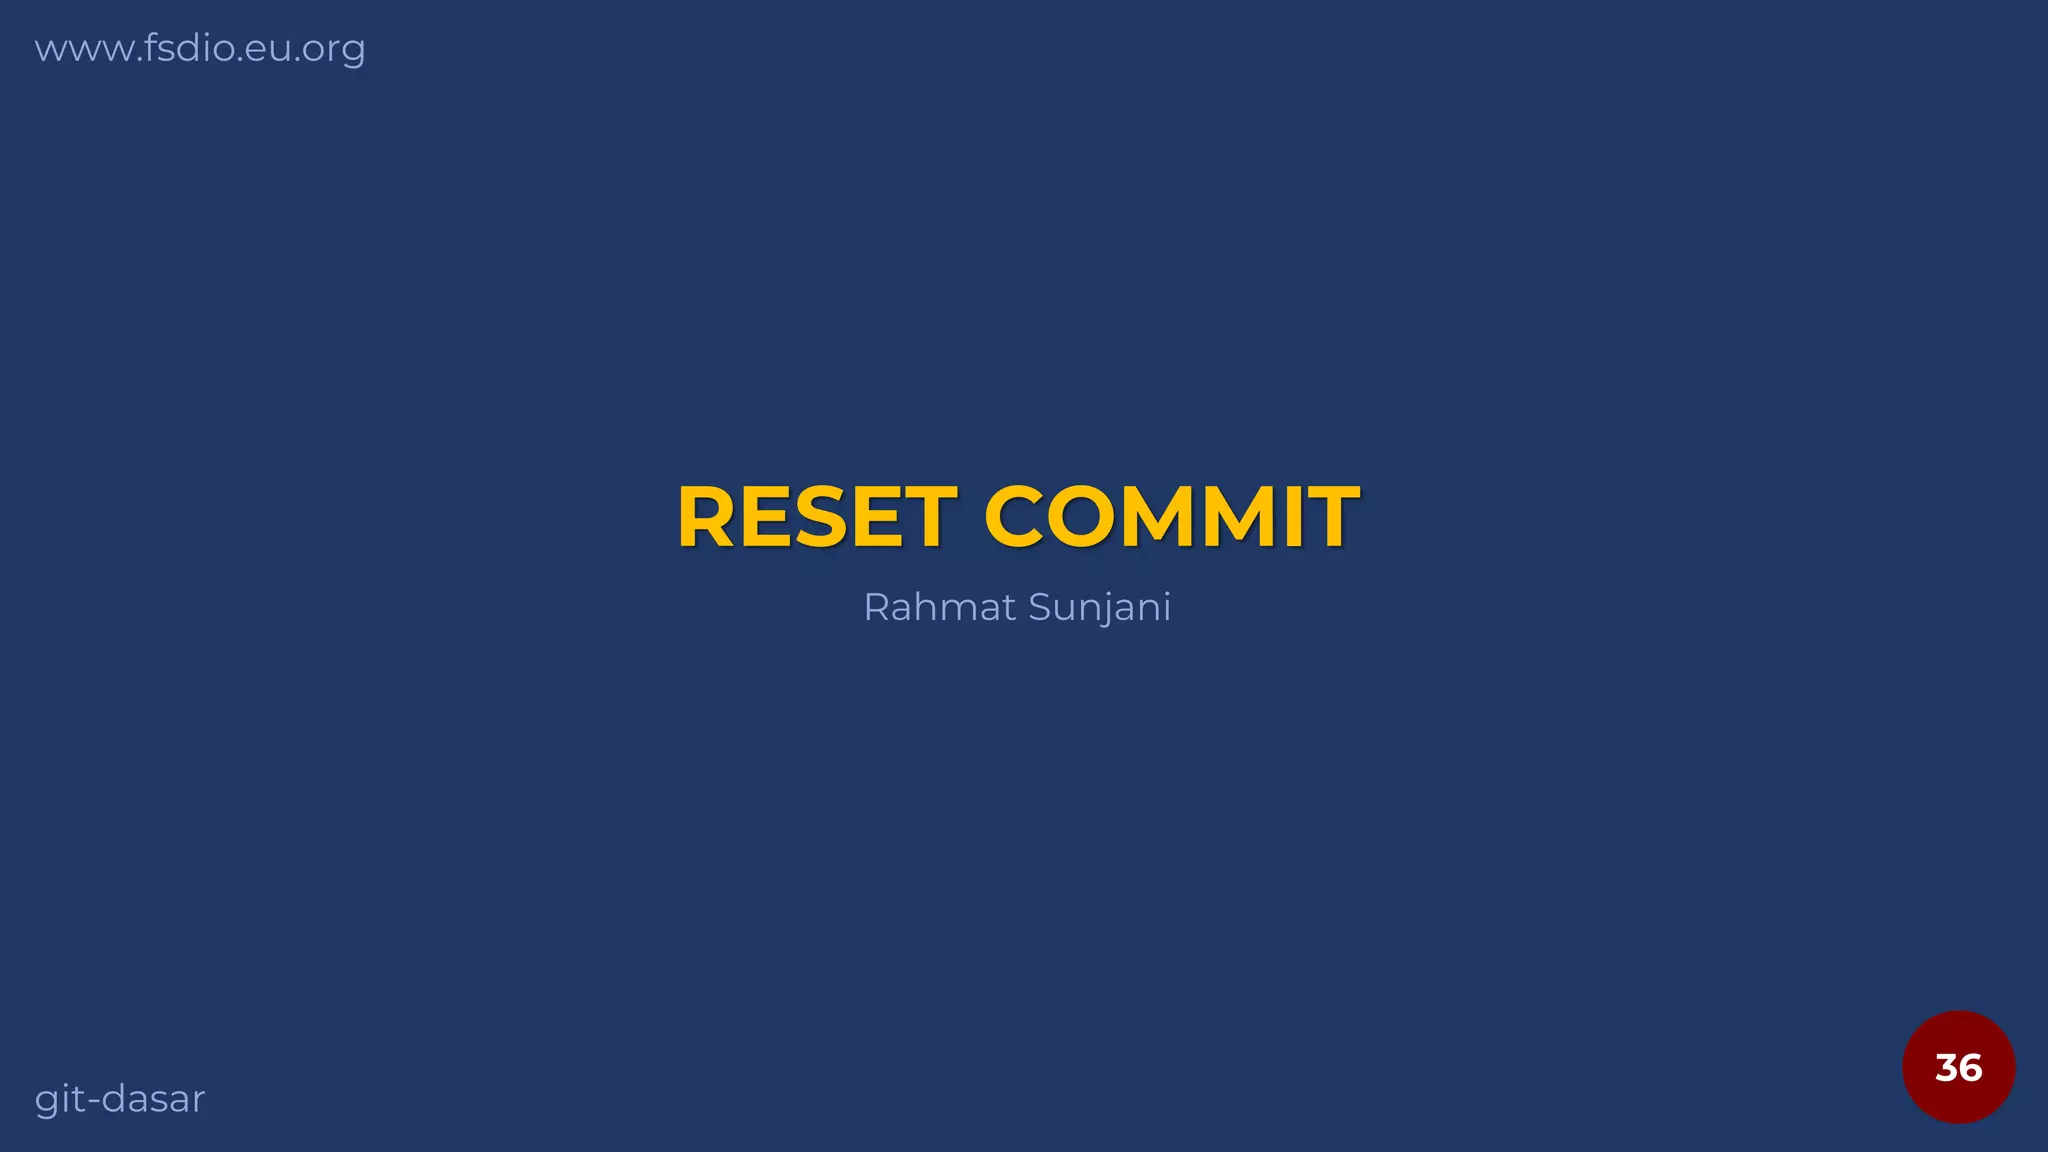 www.fsdio.eu.org
RESET COMMIT
Rahmat Sunjani
36
git-dasar